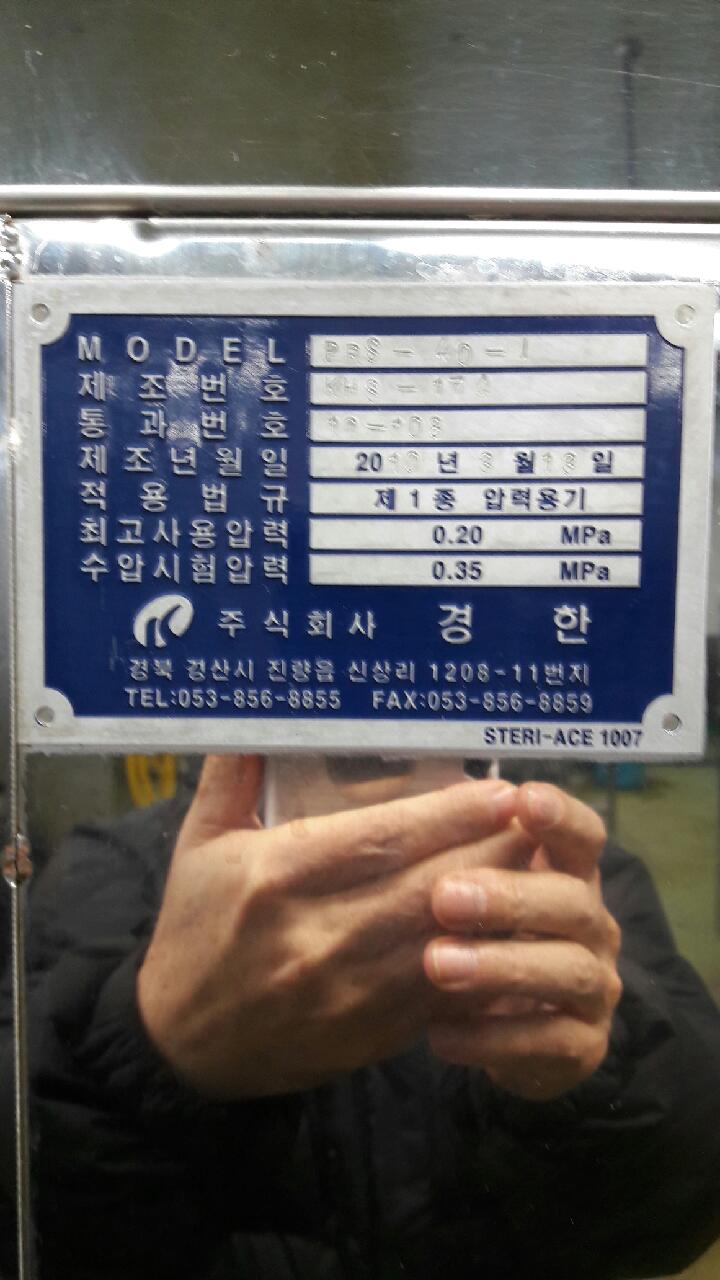 MODEL PRS-40-1
제조번호
통과번호
제조년월일 20 년 월 일
적용법규 제1종 압력용기
최고사용압력 0.20 MPa
수압시험압력 0.35 MPa
주식회사 경한
경북 경산시 진량읍 신상리 1208-11번지
TEL:053-856-8855 FAX:053-856-8859
STERI-ACE 1007